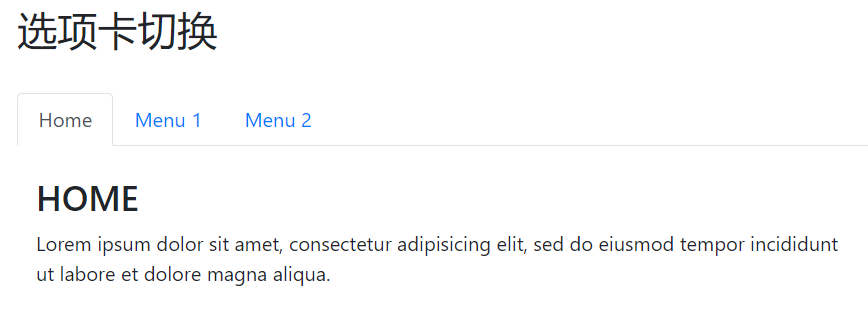 选项卡切换
Home Menu 1 Menu 2
HOME
Lorem ipsum dolor sit amet, consectetur adipisicing elit, sed do eiusmod tempor incididunt
ut labore et dolore magna aliqua.